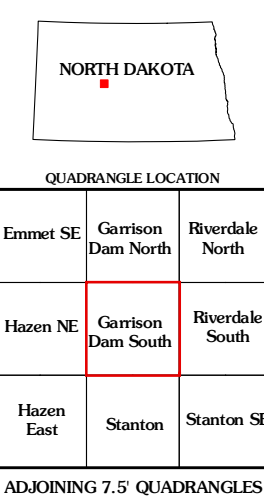 NORTH DAKOTA
QUADRANGLE LOCATION
Emmet SE
Garrison
Dam North
Riverdale
North
Hazen NE
Garrison
Dam South
Riverdale
South
Hazen
East
Stanton
Stanton SE
ADJOINING 7.5' QUADRANGLES